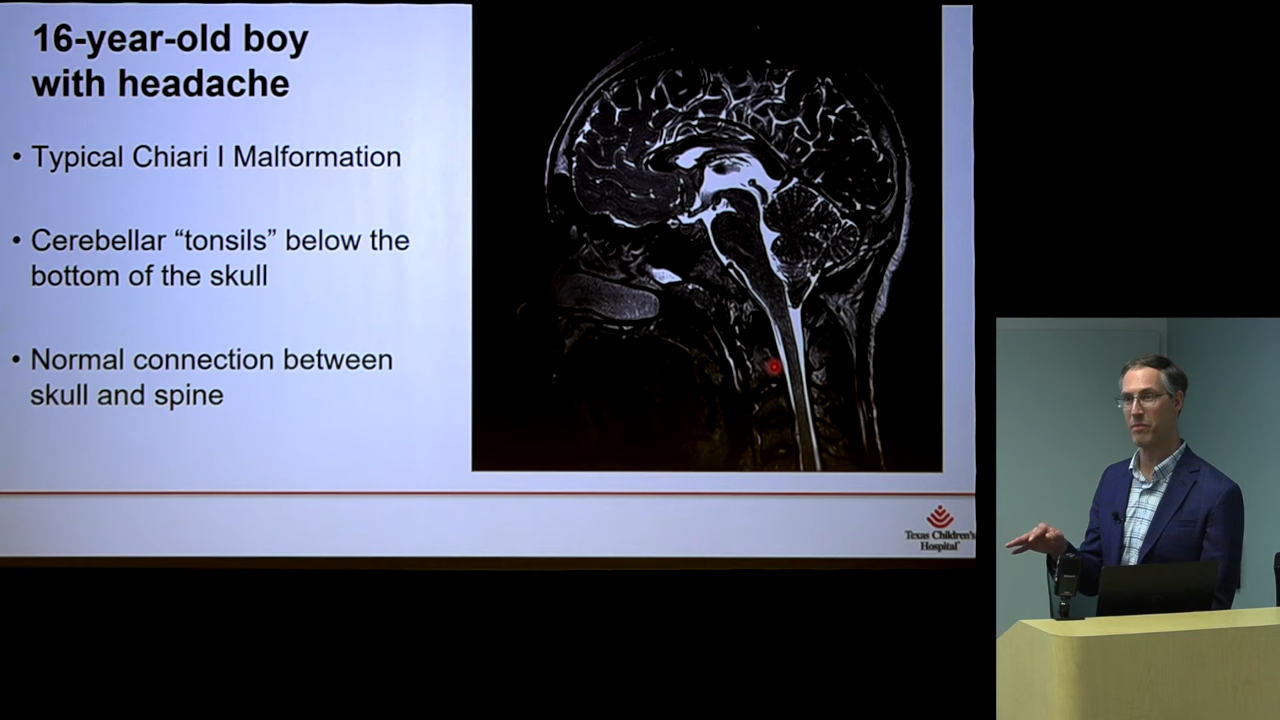 16-year-old boy
with headache
• Typical Chiari I Malformation
• Cerebellar “tonsils” below the
bottom of the skull
• Normal connection between
skull and spine
Texas Children's
Hospital